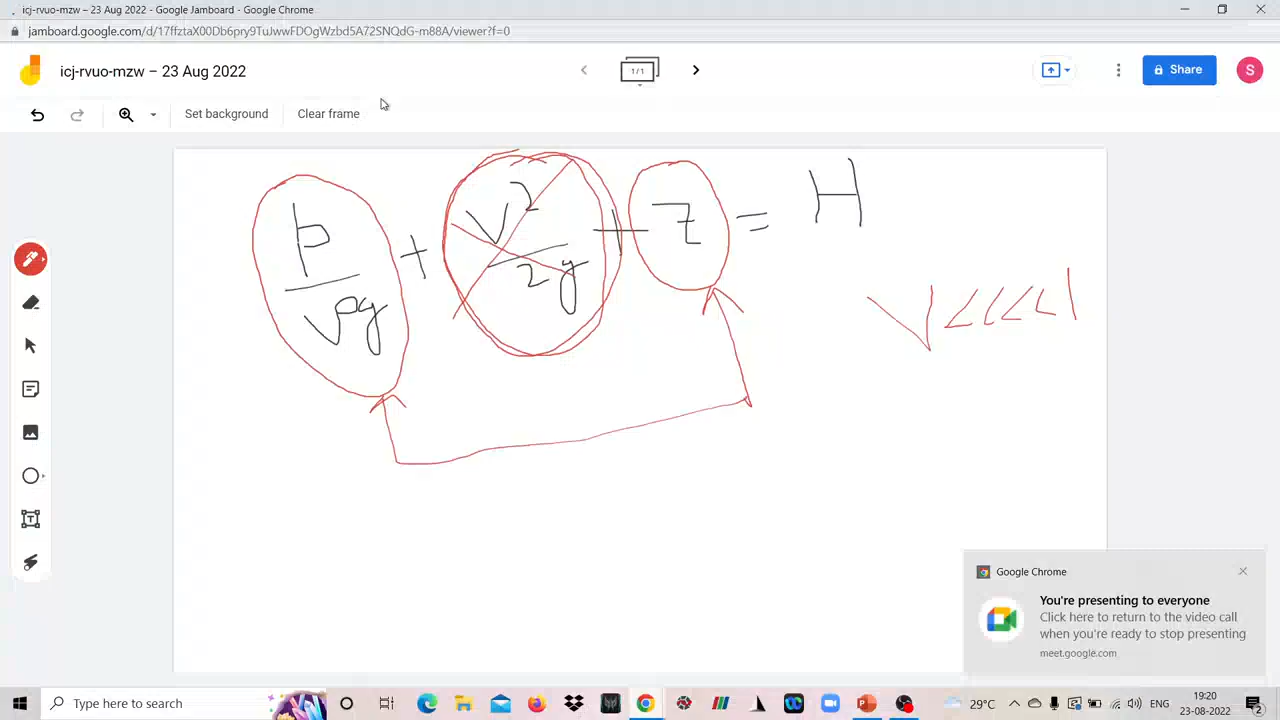 icj-rvuo-mzw – 23 Aug 2022 - Google Jamboard - Google Chrome
jamboard.google.com/d/17ffztaX00Db6pry9TuJwwFDOgWzbd5A72SNQdG-m88A/viewer?f=0
icj-rvuo-mzw – 23 Aug 2022
1/1
Share
S
Set background
Clear frame
p/ρg + V²/2g + z = H
V<<<<1
Google Chrome
You're presenting to everyone
Click here to return to the video call
when you're ready to stop presenting
meet.google.com
Type here to search
29°C
ENG
19:20
23-08-2022
2